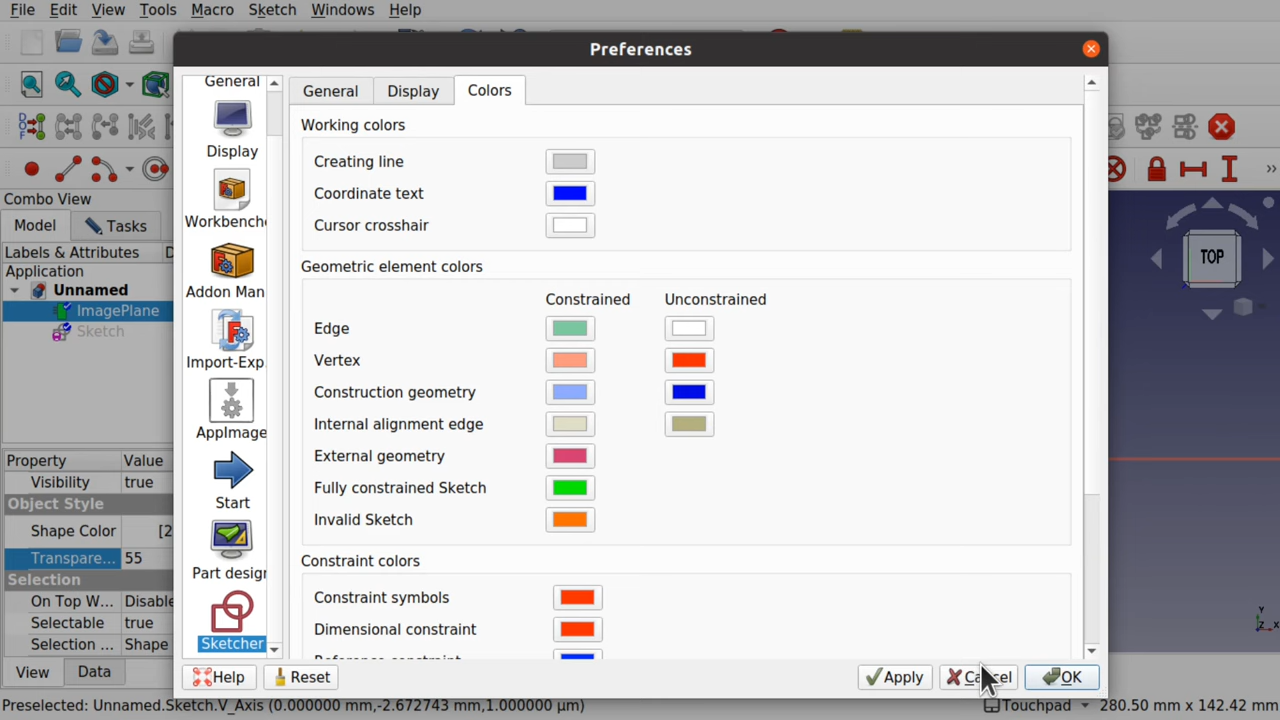 File Edit View Tools Macro Sketch Windows Help
Preferences
General
Display
Workbench
Addon Man
Import-Exp
AppImage
Start
Part desig
Sketcher
General Display Colors
Working colors
Creating line
Coordinate text
Cursor crosshair
Geometric element colors
Constrained Unconstrained
Edge
Vertex
Construction geometry
Internal alignment edge
External geometry
Fully constrained Sketch
Invalid Sketch
Constraint colors
Constraint symbols
Dimensional constraint
Help Reset Apply Cancel OK
Combo View
Model Tasks
Labels & Attributes D
Application
Unnamed
ImagePlane
Sketch
Property Value
Visibility true
Object Style
Shape Color [2
Transpare... 55
Selection
On Top W... Disable
Selectable true
Selection ... Shape
View Data
TOP
Y
Z X
Preselected: Unnamed.Sketch.V_Axis (0.000000 mm,-2.672743 mm,1.000000 µm) Touchpad 280.50 mm x 142.42 mm